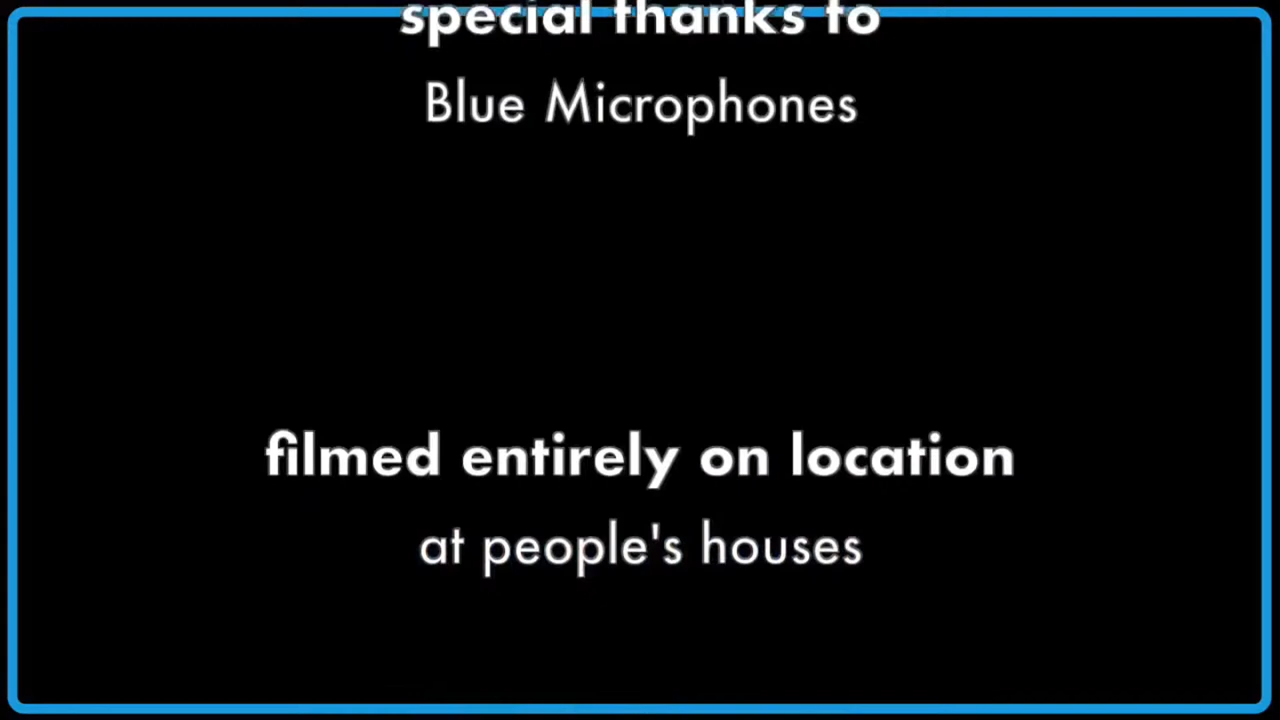 special thanks to
Blue Microphones
filmed entirely on location
at people's houses